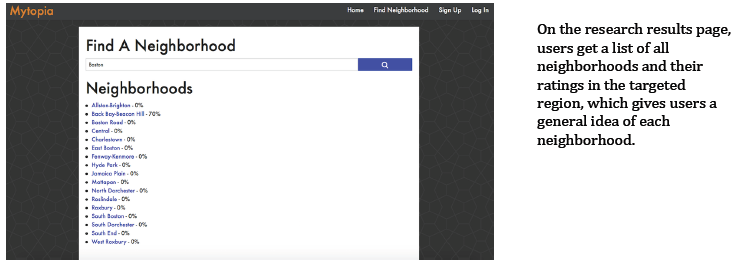 Mytopia
Home Find Neighborhood Sign Up Log In
Find A Neighborhood
Boston
Neighborhoods
Allston-Brighton - 0%
Back Bay-Beacon Hill - 70%
Boston Road - 0%
Central - 0%
Charlestown - 0%
East Boston - 0%
Fenway-Kenmore - 0%
Hyde Park - 0%
Jamaica Plain - 0%
Mattapan - 0%
North Dorchester - 0%
Roslindale - 0%
Roxbury - 0%
South Boston - 0%
South Dorchester - 0%
South End - 0%
West Roxbury - 0%
On the research results page,
users get a list of all
neighborhoods and their
ratings in the targeted
region, which gives users a
general idea of each
neighborhood.